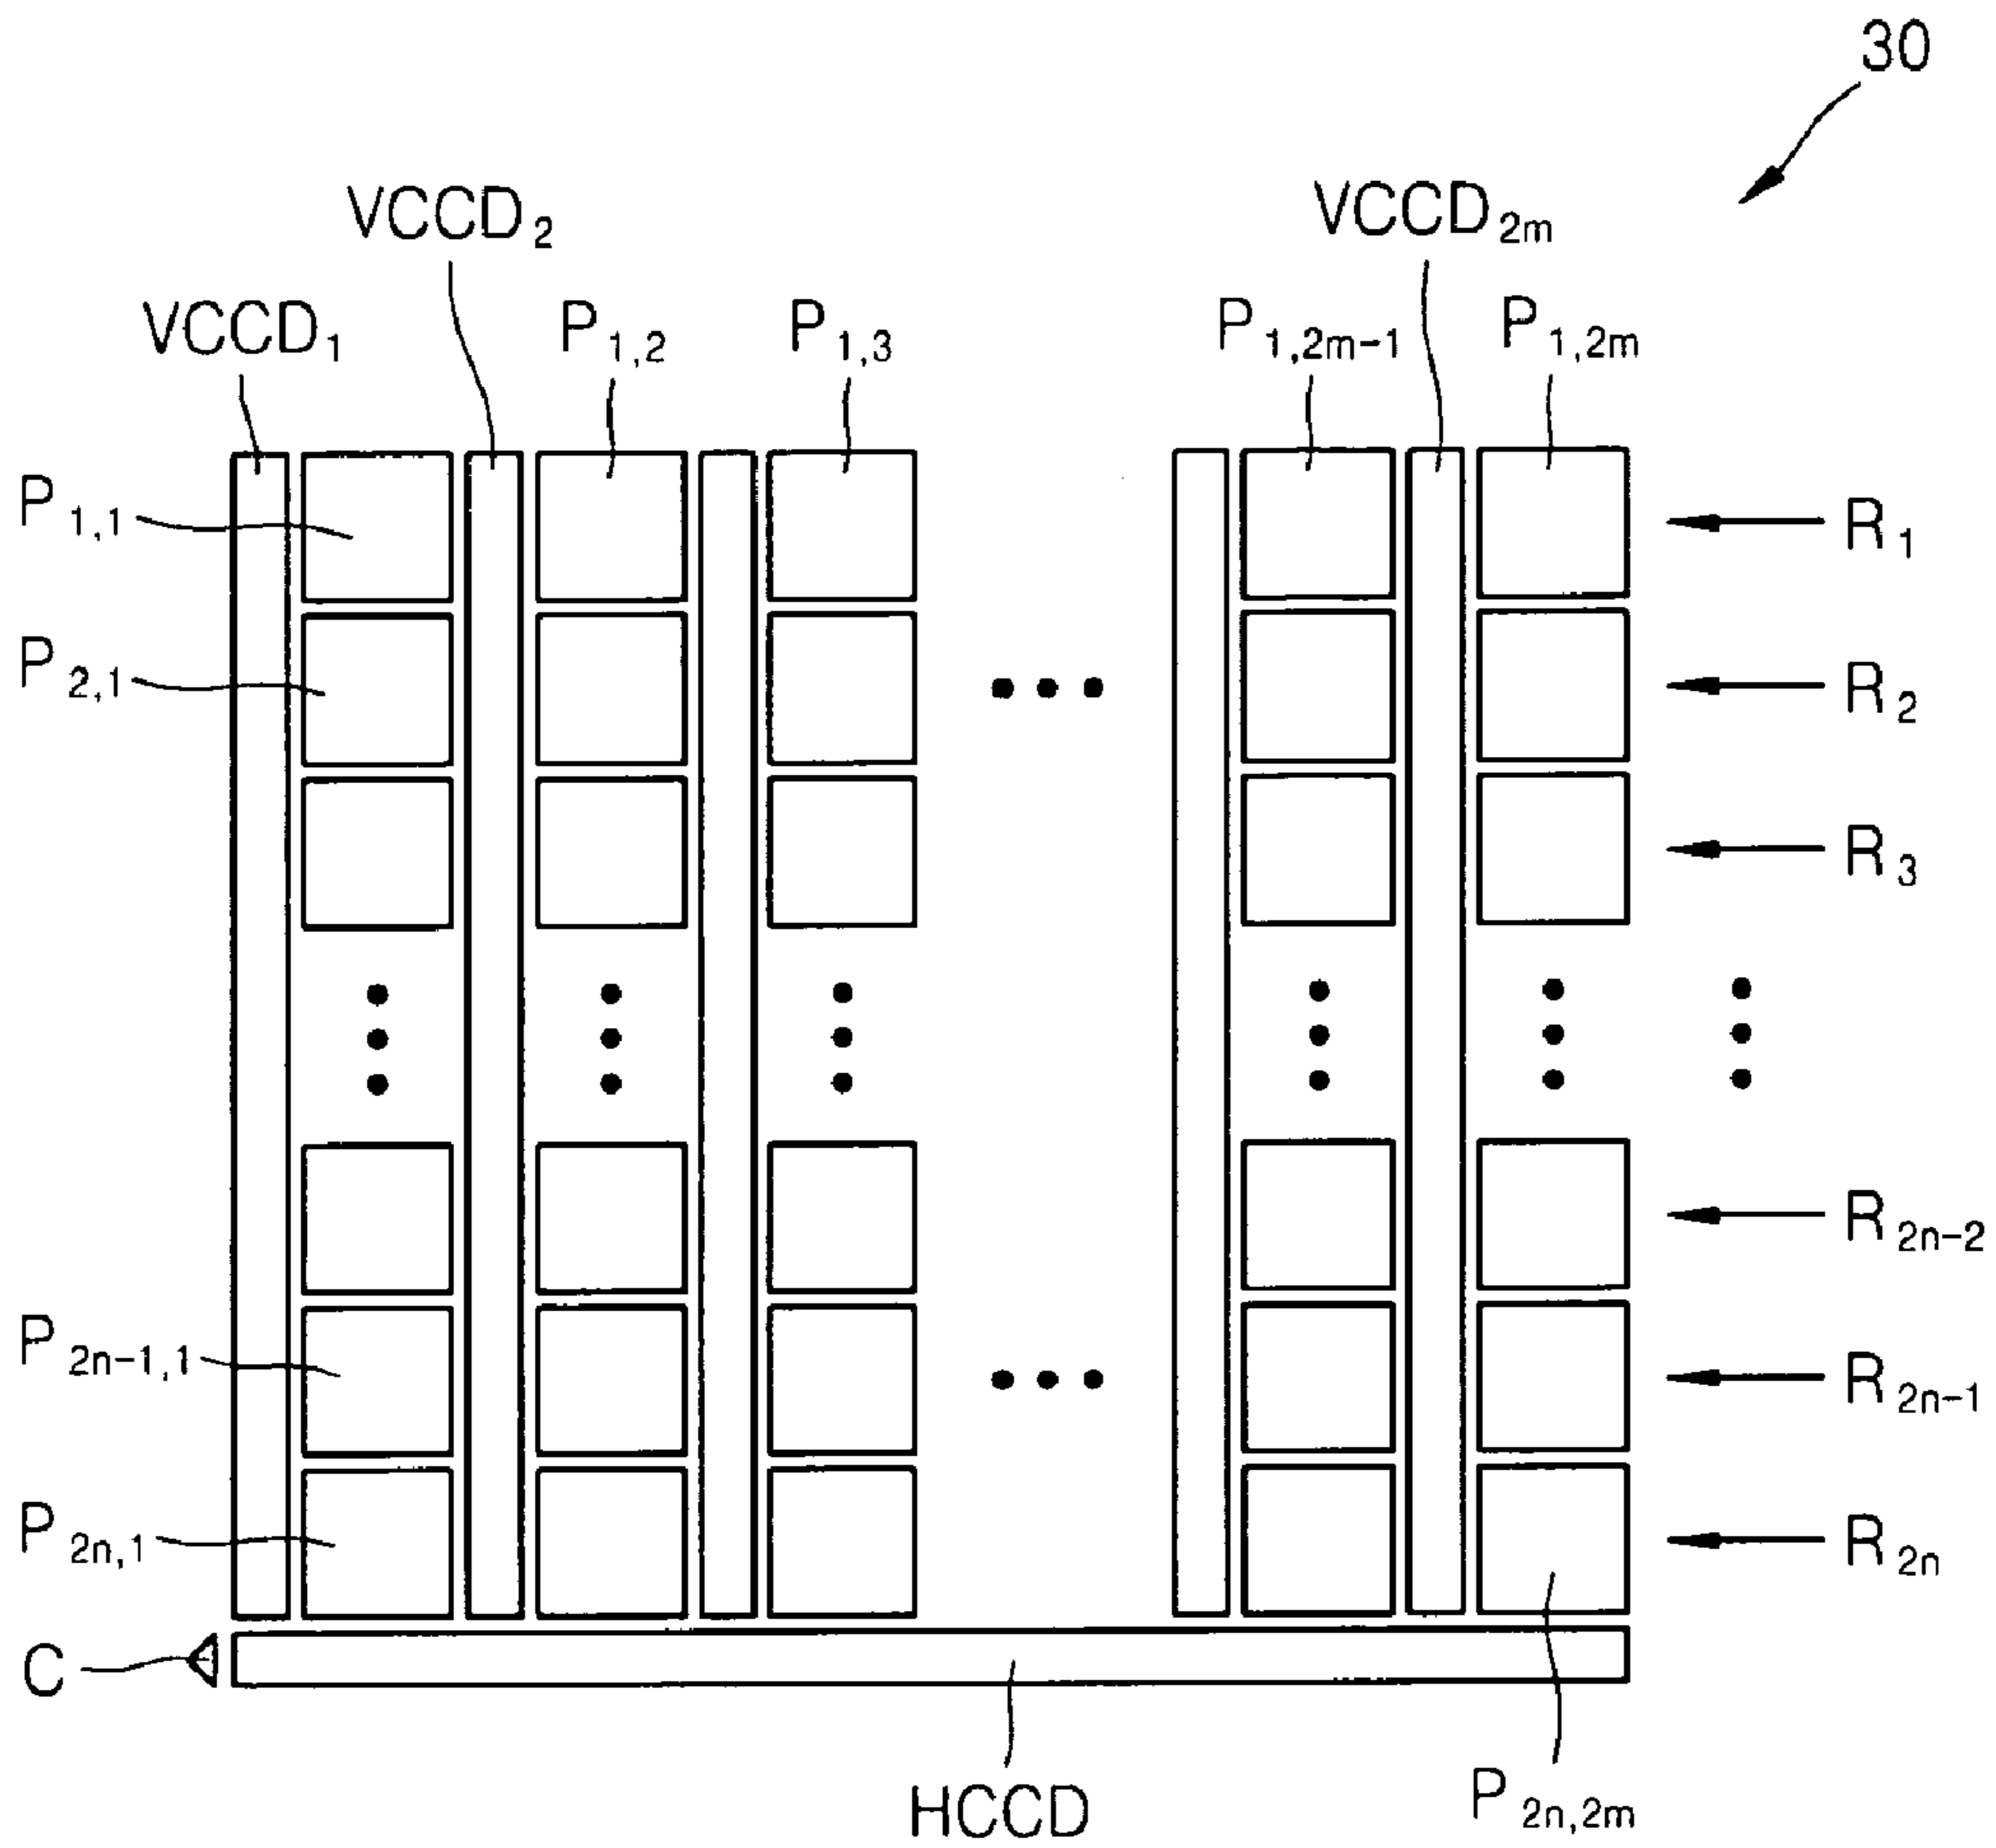 30
VCCD₂
VCCD₂ₘ
VCCD₁
P₁,₂
P₁,₃
P₁,₂ₘ₋₁
P₁,₂ₘ
P₁,₁
R₁
P₂,₁
R₂
R₃
R₂ₙ₋₂
P₂ₙ₋₁,₁
R₂ₙ₋₁
P₂ₙ,₁
R₂ₙ
C
HCCD
P₂ₙ,₂ₘ